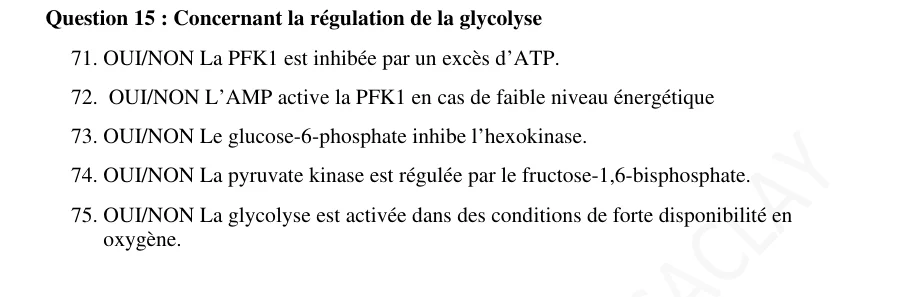 Question 15 : Concernant la régulation de la glycolyse
71. OUI/NON La PFK1 est inhibée par un excès d’ATP.
72. OUI/NON L’AMP active la PFK1 en cas de faible niveau énergétique
73. OUI/NON Le glucose-6-phosphate inhibe l’hexokinase.
74. OUI/NON La pyruvate kinase est régulée par le fructose-1,6-bisphosphate.
75. OUI/NON La glycolyse est activée dans des conditions de forte disponibilité en
oxygène.
SACLAY